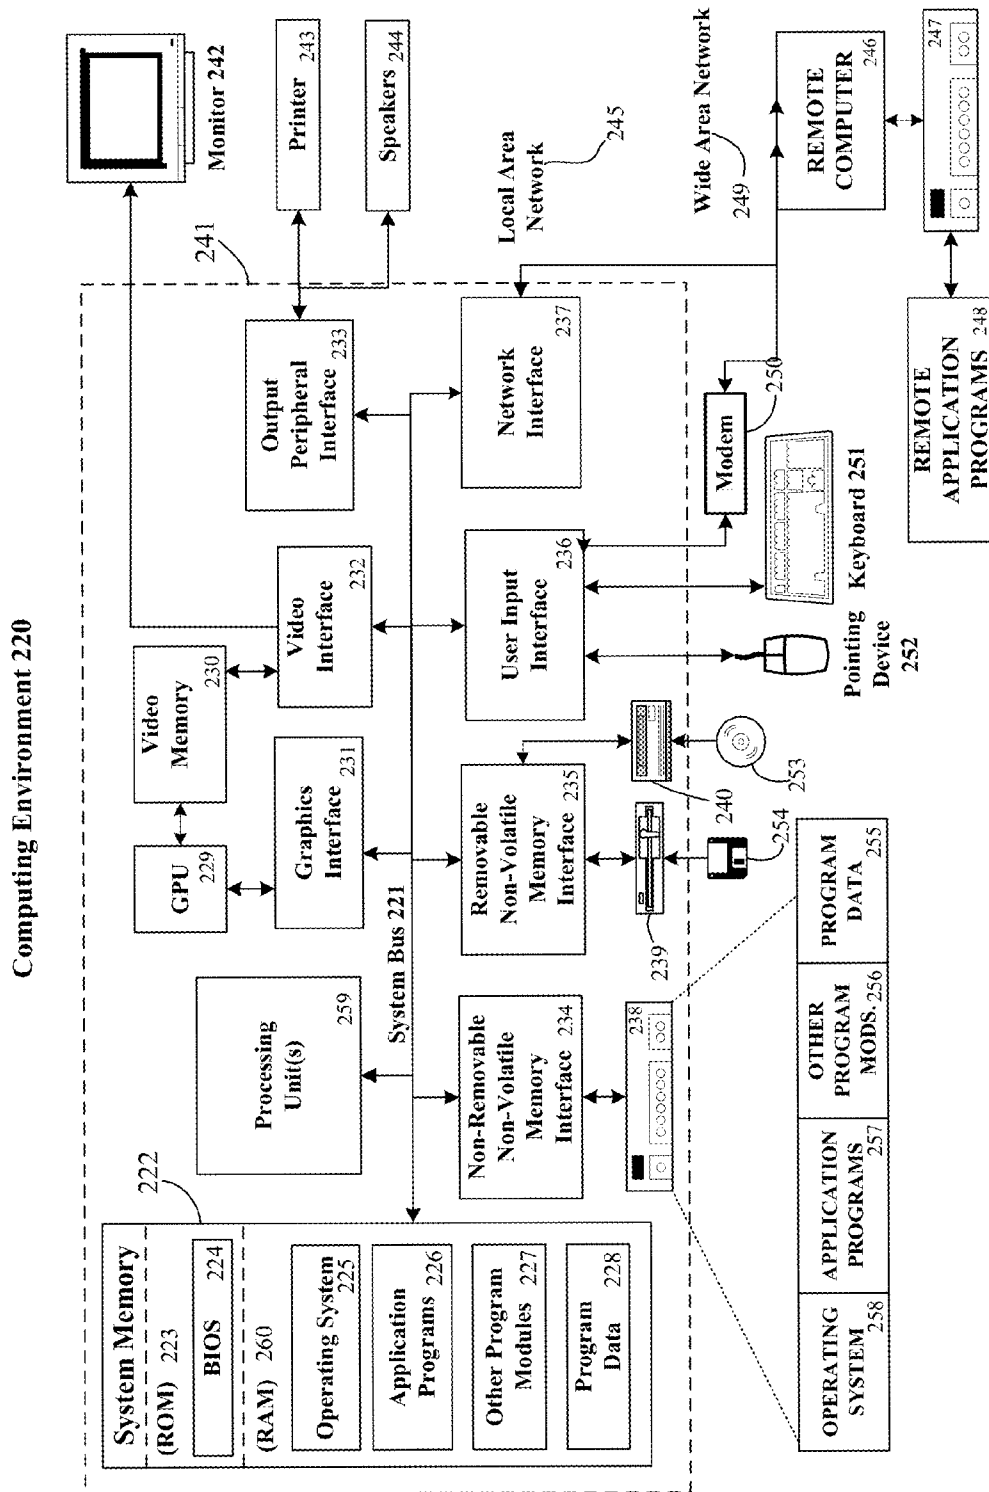 Computing Environment 220
System Memory
222
(ROM) 223
BIOS 224
(RAM) 260
Operating System
225
Application
Programs 226
Other Program
Modules 227
Program
Data 228
Processing
Unit(s)
259
GPU
229
Video
Memory
230
Graphics
Interface
231
Video
Interface
232
Output
Peripheral
Interface
233
241
Monitor 242
Printer
243
Speakers
244
System Bus 221
Non-Removable
Non-Volatile
Memory
Interface
234
Removable
Non-Volatile
Memory
Interface
235
User Input
Interface
236
Network
Interface
237
Local Area
Network
245
Wide Area Network
249
238
239
240
254
253
Pointing
Device
252
Keyboard 251
Modem
250
REMOTE
COMPUTER
246
247
REMOTE
APPLICATION
PROGRAMS 248
OPERATING
SYSTEM
258
APPLICATION
PROGRAMS
257
OTHER
PROGRAM
MODS. 256
PROGRAM
DATA
255